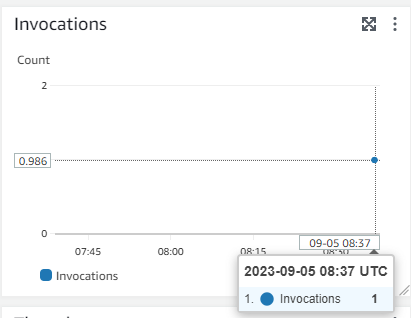 Invocations
Count
2
0.986
0
09-05 08:37
07:45 08:00 08:15 08:30
Invocations
2023-09-05 08:37 UTC
1. Invocations 1